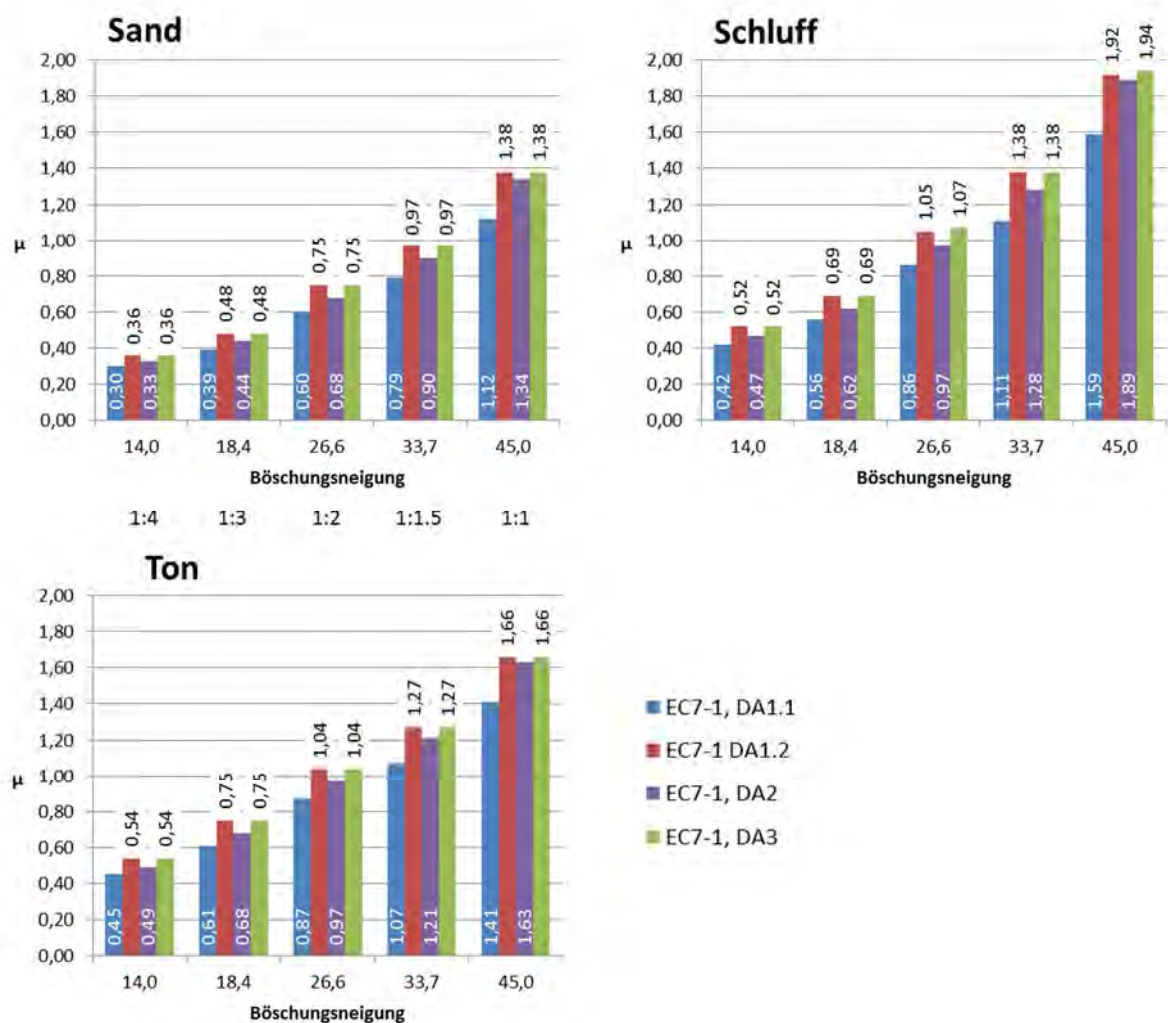 Sand
2,00
1,80
1,60
1,40
1,20
1,00
0,80
0,60
0,40
0,20
0,00
µ
0,30 0,36 0,33 0,36
0,39 0,48 0,44 0,48
0,60 0,75 0,68 0,75
0,79 0,97 0,90 0,97
1,12 1,38 1,34 1,38
14,0 18,4 26,6 33,7 45,0
Böschungsneigung
1:4 1:3 1:2 1:1.5 1:1
Schluff
2,00
1,80
1,60
1,40
1,20
1,00
0,80
0,60
0,40
0,20
0,00
µ
0,42 0,52 0,47 0,52
0,56 0,69 0,62 0,69
0,86 1,05 0,97 1,07
1,11 1,38 1,28 1,38
1,59 1,92 1,89 1,94
14,0 18,4 26,6 33,7 45,0
Böschungsneigung
Ton
2,00
1,80
1,60
1,40
1,20
1,00
0,80
0,60
0,40
0,20
0,00
µ
0,45 0,54 0,49 0,54
0,61 0,75 0,68 0,75
0,87 1,04 0,97 1,04
1,07 1,27 1,21 1,27
1,41 1,66 1,63 1,66
14,0 18,4 26,6 33,7 45,0
Böschungsneigung
EC7-1, DA1.1
EC7-1 DA1.2
EC7-1, DA2
EC7-1, DA3